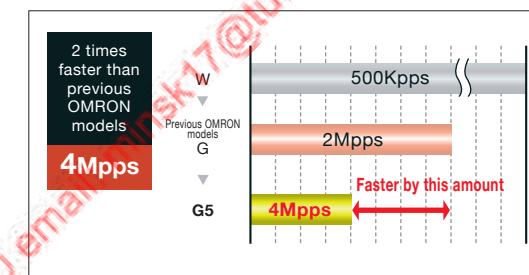 2 times
faster than
previous
OMRON
models
4Mpps
W
500Kpps
Previous OMRON
models
G
2Mpps
Faster by this amount
G5
4Mpps